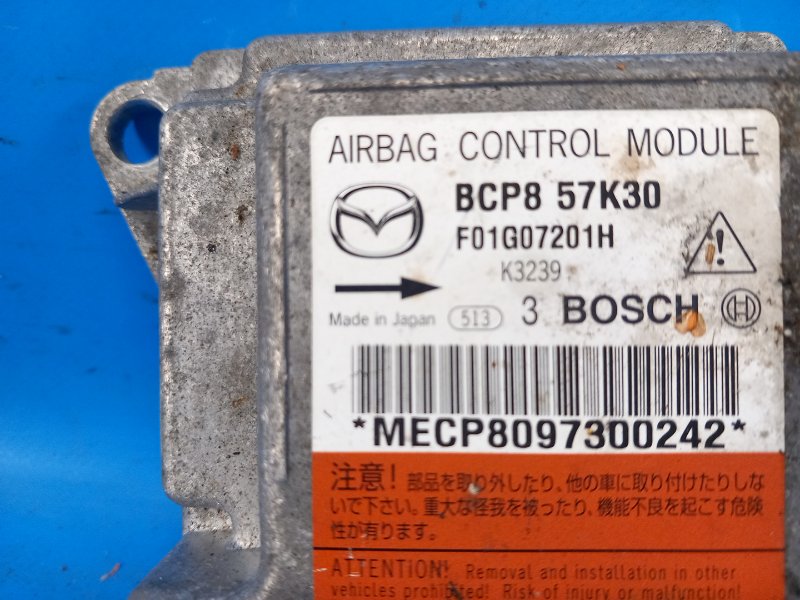 AIRBAG CONTROL MODULE
BCP8 57K30
F01G07201H
K3239
Made in Japan 513 3 BOSCH
*MECP8097300242*
注意! 部品を取り外したり、他の車に取り付けたりしな
いで下さい。重大な怪我を被ったり、機能不良を起こす危険
性が有ります。
ATTENTION! Removal and installation in other
vehicles prohibited! Risk of injury or malfunction!